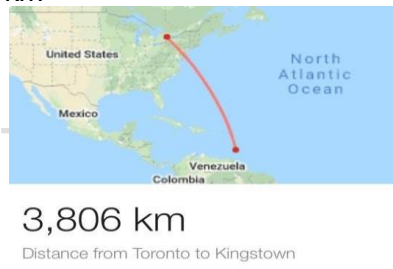 United States
North
Atlantic
Ocean
Mexico
Venezuela
Colombia
3,806 km
Distance from Toronto to Kingstown